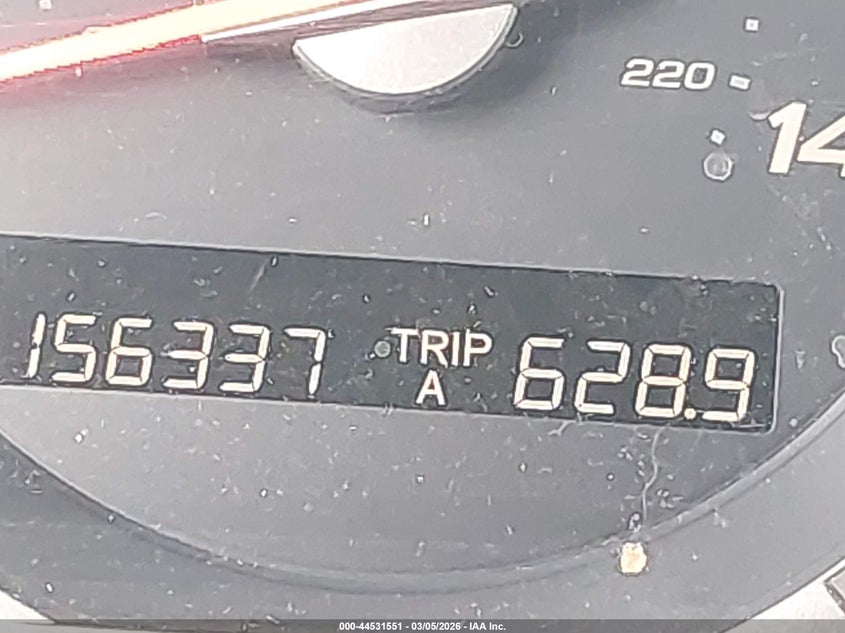 220
14
156337 TRIP A 628.9
000-44531551 - 03/05/2026 - IAA Inc.